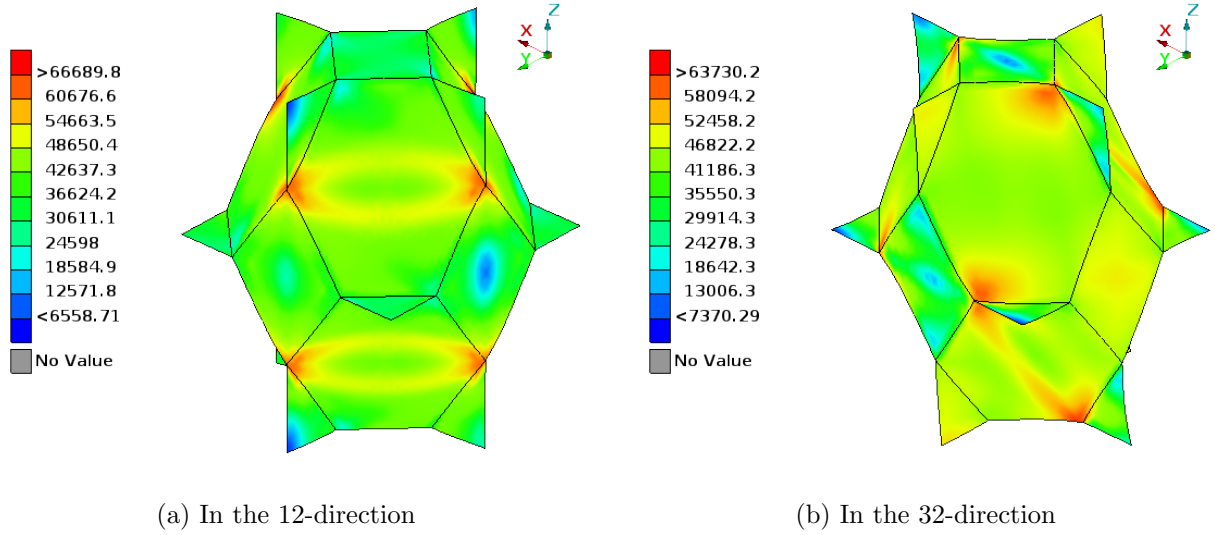 >66689.8
60676.6
54663.5
48650.4
42637.3
36624.2
30611.1
24598
18584.9
12571.8
<6558.71
No Value
X
Y
Z
(a) In the 12-direction
>63730.2
58094.2
52458.2
46822.2
41186.3
35550.3
29914.3
24278.3
18642.3
13006.3
<7370.29
No Value
X
Y
Z
(b) In the 32-direction